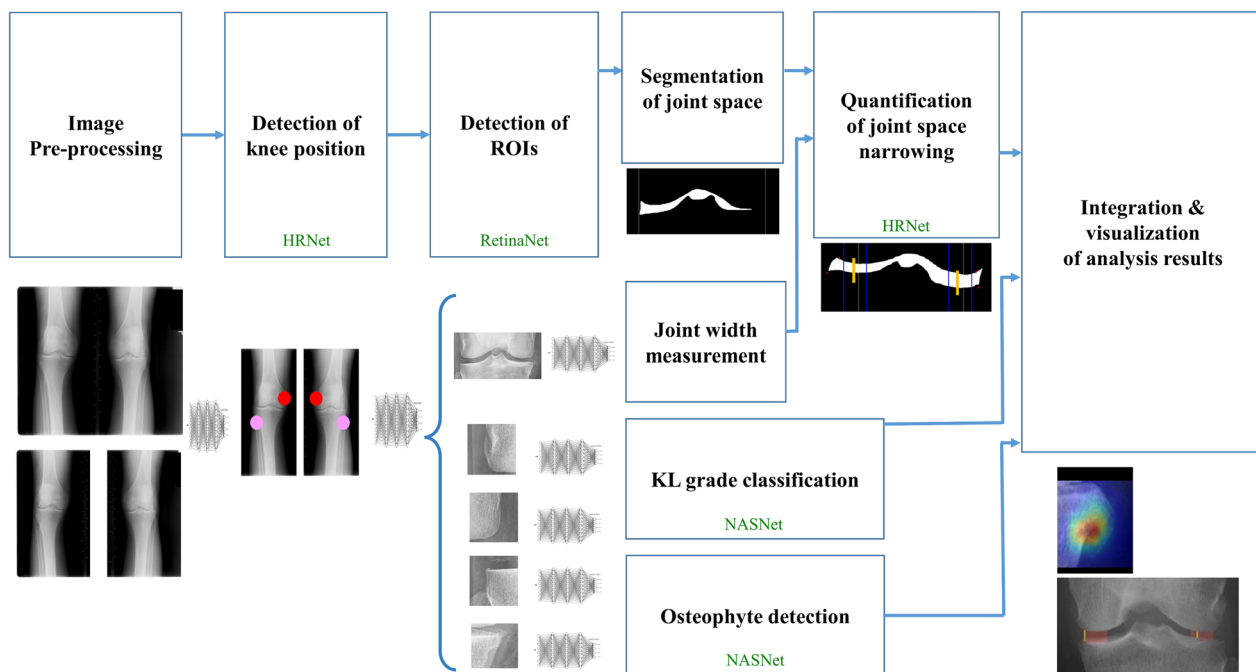 Image
Pre-processing
Detection of
knee position
HRNet
Detection of
ROIs
RetinaNet
Segmentation
of joint space
Quantification
of joint space
narrowing
HRNet
Integration &
visualization
of analysis results
Joint width
measurement
KL grade classification
NASNet
Osteophyte detection
NASNet